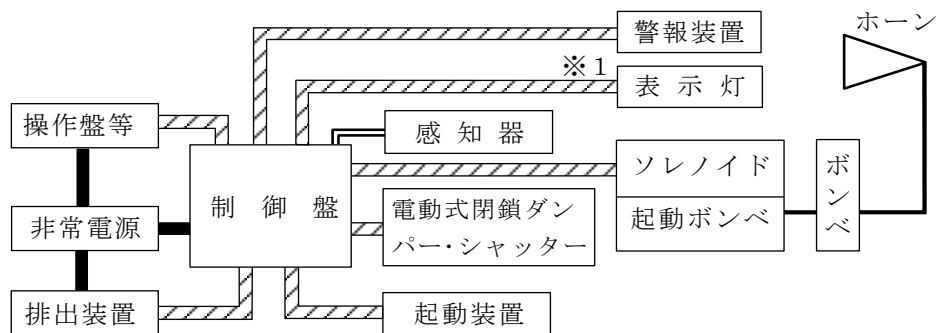 ホーン
警報装置
※1
表示灯
操作盤等
感知器
ソレノイド
制御盤
ボンベ
非常電源
電動式閉鎖ダン
パー・シャッター
起動ボンベ
排出装置
起動装置